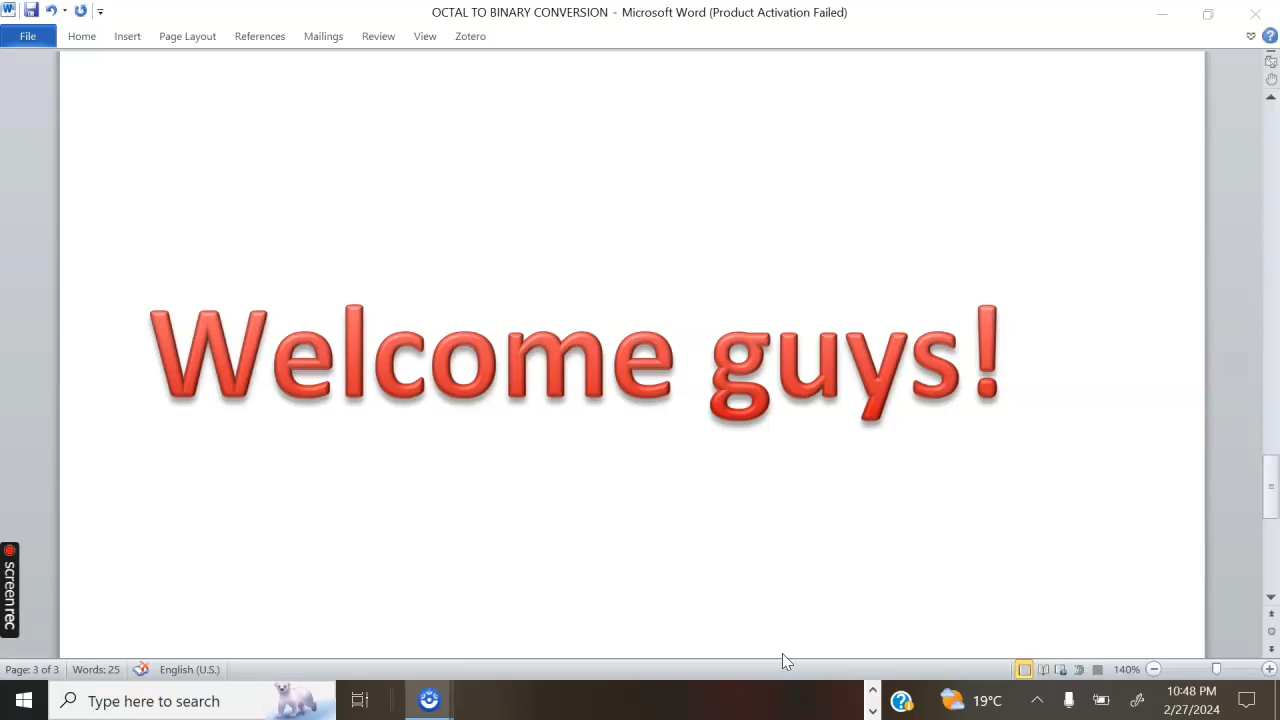 OCTAL TO BINARY CONVERSION - Microsoft Word (Product Activation Failed)
File Home Insert Page Layout References Mailings Review View Zotero
Welcome guys!
screen rec
Page: 3 of 3 Words: 25 English (U.S.) 140%
Type here to search 19°C 10:48 PM
2/27/2024